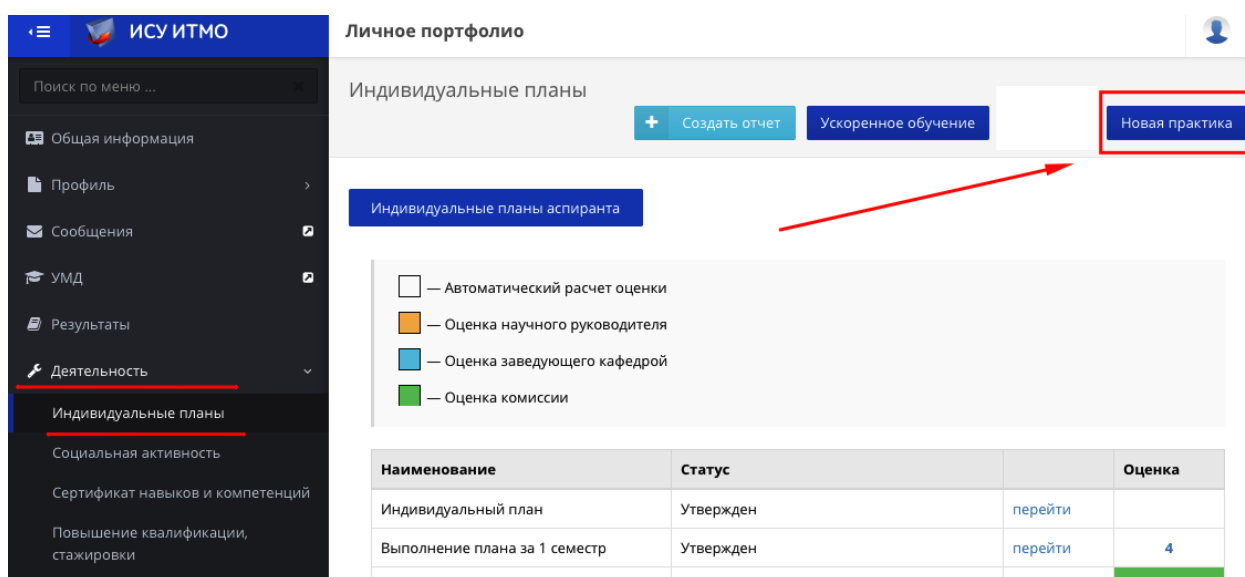 ИСУ ИТМО
Личное портфолио
Поиск по меню ...
Индивидуальные планы
Создать отчет
Ускоренное обучение
Новая практика
Общая информация
Профиль
Сообщения
УМД
Результаты
Деятельность
Индивидуальные планы
Социальная активность
Сертификат навыков и компетенций
Повышение квалификации,
стажировки
Индивидуальные планы аспиранта
— Автоматический расчет оценки
— Оценка научного руководителя
— Оценка заведующего кафедрой
— Оценка комиссии
Наименование Статус Оценка
Индивидуальный план Утвержден перейти
Выполнение плана за 1 семестр Утвержден перейти 4